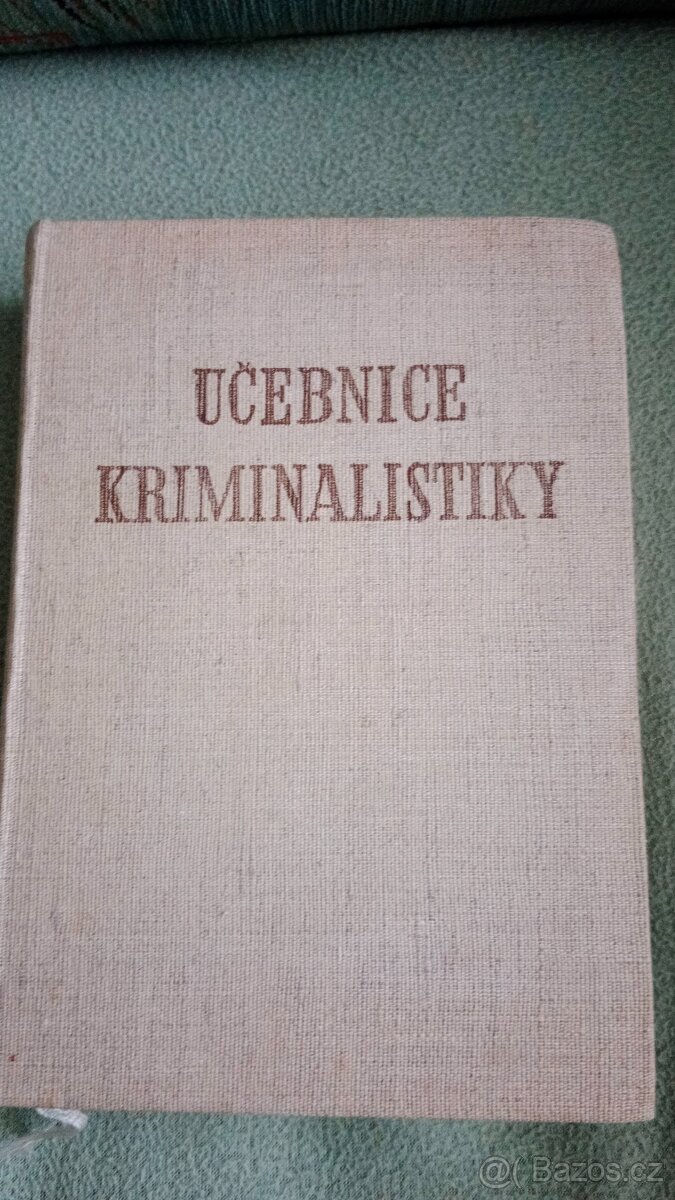 UČEBNICE
KRIMINALISTIKY
@( Bazos.cz